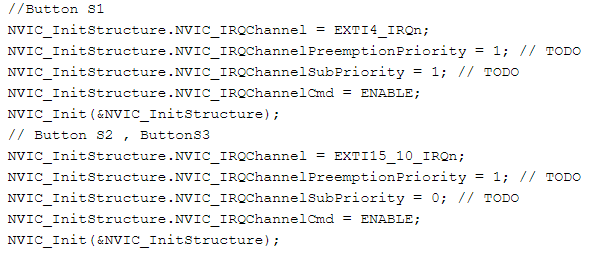 //Button S1
NVIC_InitStructure.NVIC_IRQChannel = EXTI4_IRQn;
NVIC_InitStructure.NVIC_IRQChannelPreemptionPriority = 1; // TODO
NVIC_InitStructure.NVIC_IRQChannelSubPriority = 1; // TODO
NVIC_InitStructure.NVIC_IRQChannelCmd = ENABLE;
NVIC_Init(&NVIC_InitStructure);
// Button S2 , ButtonS3
NVIC_InitStructure.NVIC_IRQChannel = EXTI15_10_IRQn;
NVIC_InitStructure.NVIC_IRQChannelPreemptionPriority = 1; // TODO
NVIC_InitStructure.NVIC_IRQChannelSubPriority = 0; // TODO
NVIC_InitStructure.NVIC_IRQChannelCmd = ENABLE;
NVIC_Init(&NVIC_InitStructure);